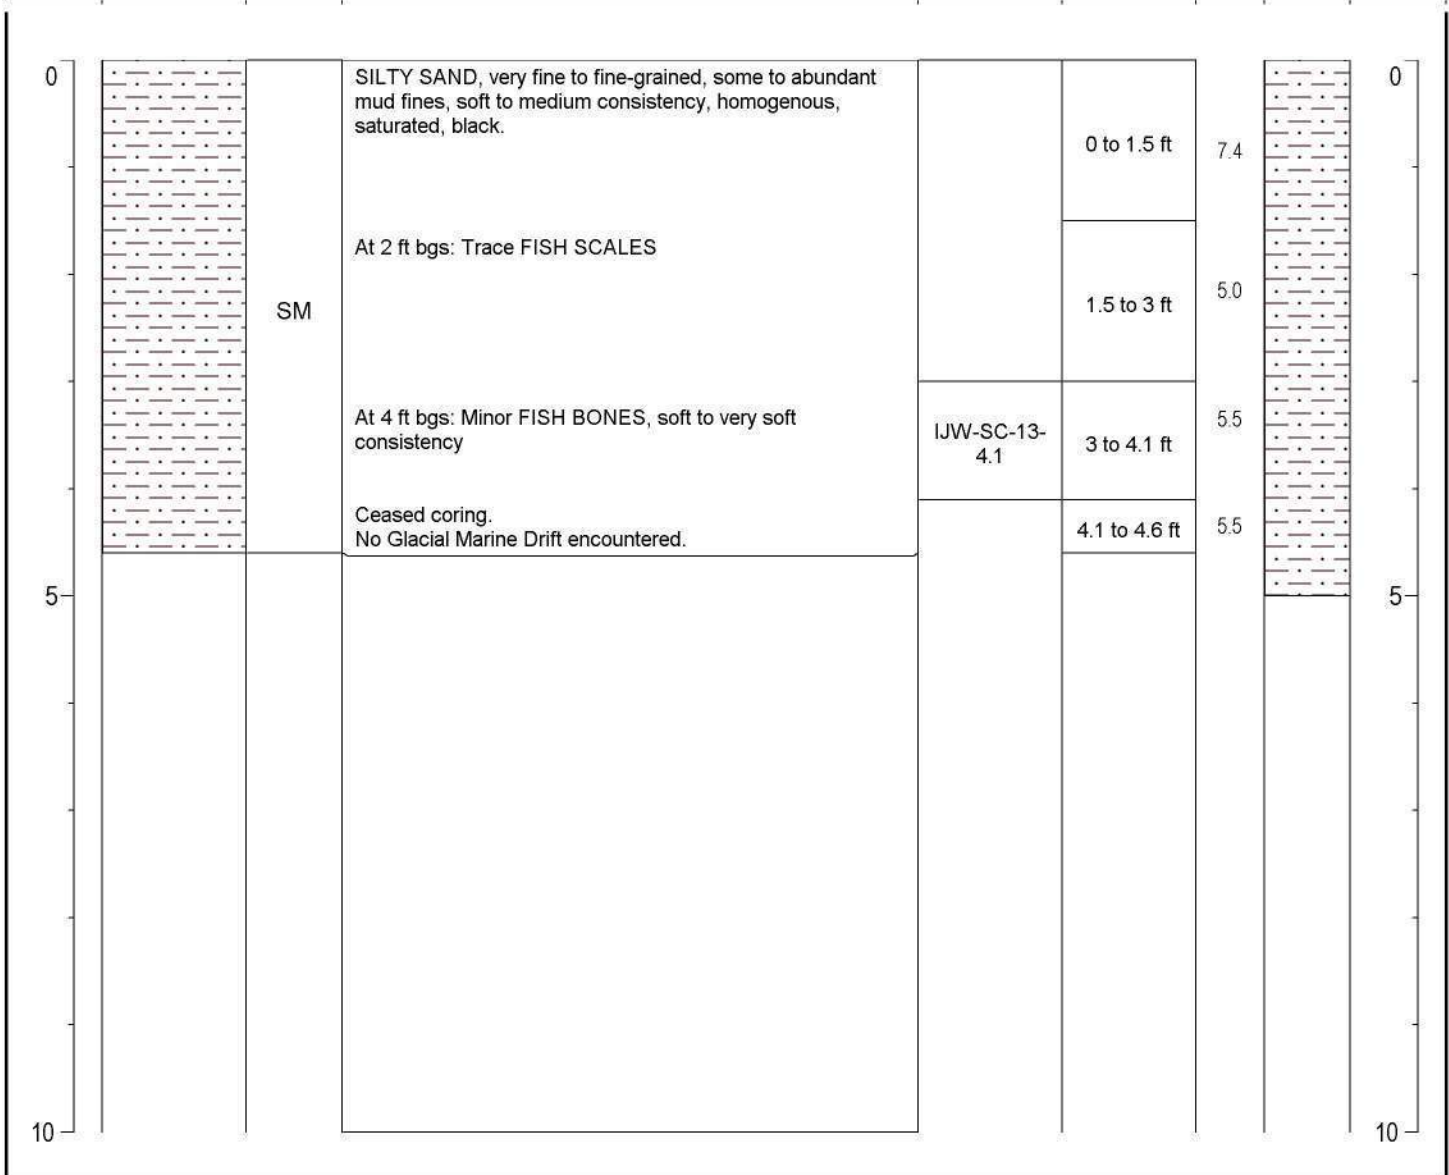 0
SILTY SAND, very fine to fine-grained, some to abundant
mud fines, soft to medium consistency, homogenous,
saturated, black.
0 to 1.5 ft
7.4
0
At 2 ft bgs: Trace FISH SCALES
SM
1.5 to 3 ft
5.0
At 4 ft bgs: Minor FISH BONES, soft to very soft
consistency
IJW-SC-13-
4.1
3 to 4.1 ft
5.5
Ceased coring.
No Glacial Marine Drift encountered.
4.1 to 4.6 ft
5.5
5
5
10
10